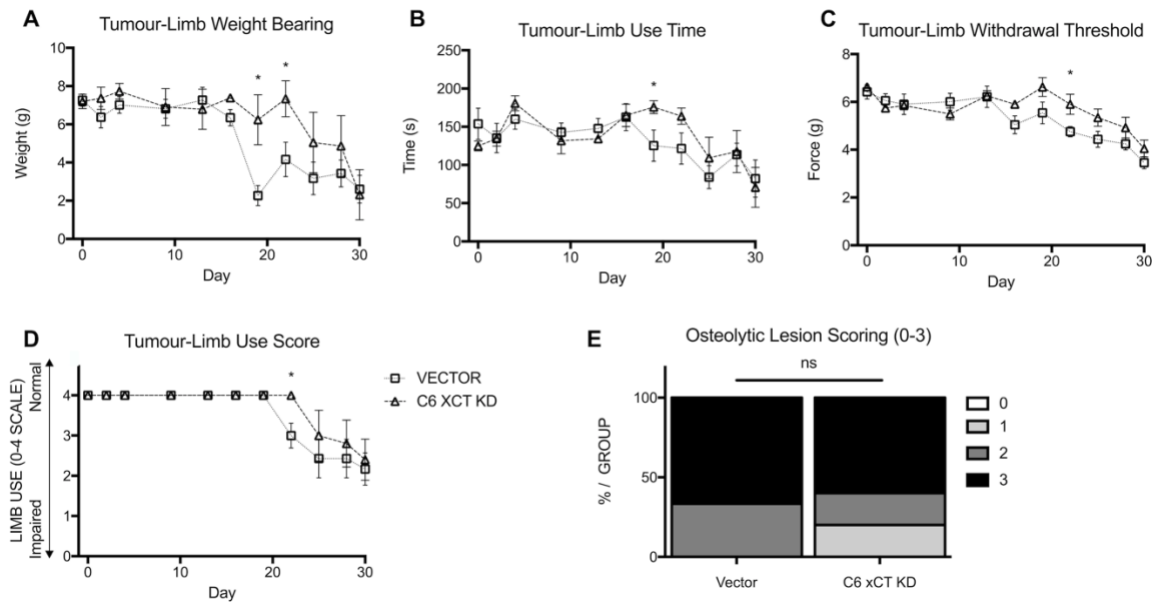 A
Tumour-Limb Weight Bearing
10
8
6
4
2
0
Weight (g)
* *
0 10 20 30
Day
B
Tumour-Limb Use Time
250
200
150
100
50
0
Time (s)
*
0 10 20 30
Day
C
Tumour-Limb Withdrawal Threshold
8
6
4
2
0
Force (g)
*
0 10 20 30
Day
D
Tumour-Limb Use Score
LIMB USE (0-4 SCALE)
Impaired
Normal
4
3
2
1
0
*
0 10 20 30
Day
VECTOR
C6 XCT KD
E
Osteolytic Lesion Scoring (0-3)
ns
100
50
0
% / GROUP
Vector C6 xCT KD
0
1
2
3